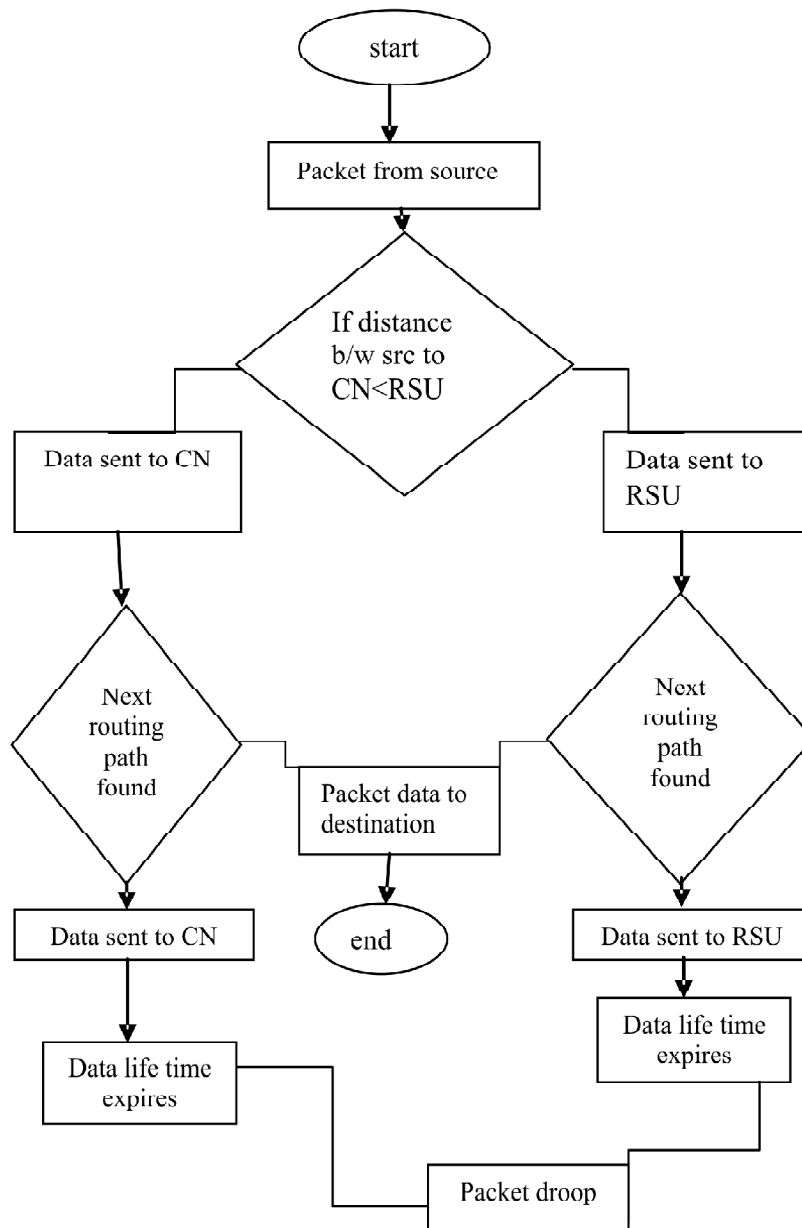 start
Packet from source
If distance
b/w src to
CN<RSU
Data sent to CN
Data sent to
RSU
Next
routing
path
found
Next
routing
path
found
Packet data to
destination
Data sent to CN
end
Data sent to RSU
Data life time
expires
Data life time
expires
Packet droop